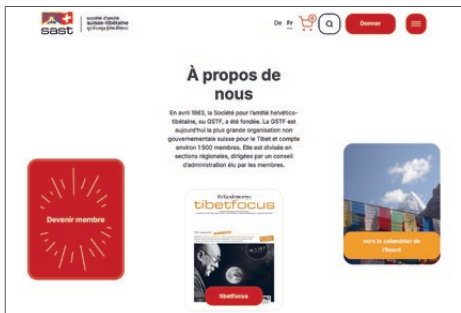 sast
société d'amitié
suisse-tibétaine
De Fr
Donner
À propos de
nous
En avril 1983, la Société pour l'amitié helvético-
tibétaine, ou GSTF, a été fondée. La GSTF est
aujourd'hui la plus grande organisation non
gouvernementale suisse pour le Tibet et compte
environ 1 500 membres. Elle est divisée en
sections régionales, dirigées par un conseil
d'administration élu par les membres.
Devenir membre
tibetfocus
tibetfocus
vers le calendrier de
l'Avent